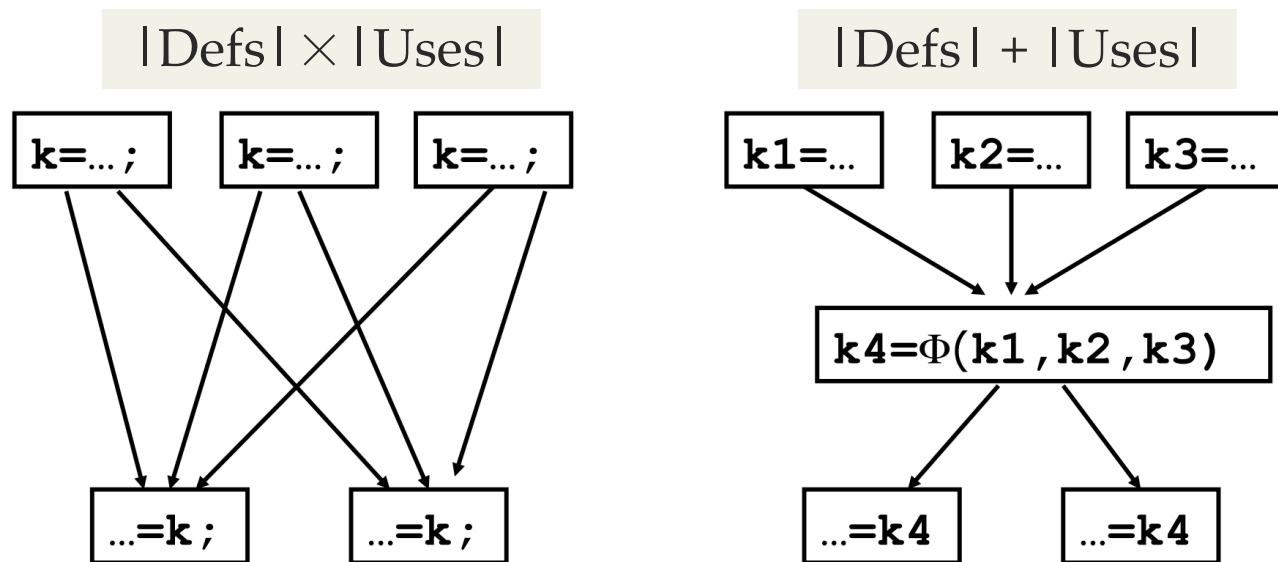 |Defs| × |Uses|
|Defs| + |Uses|
k=…;
k=…;
k=…;
k1=…
k2=…
k3=…
k4=Φ(k1,k2,k3)
…=k;
…=k;
…=k4
…=k4